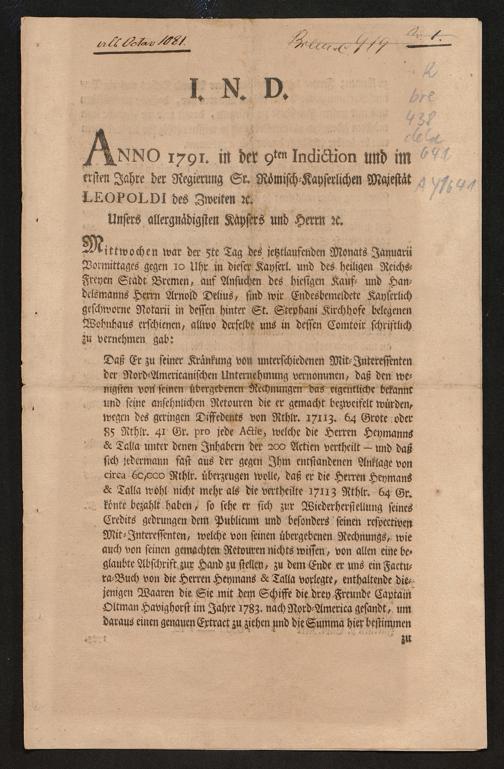 I. N. D.
ANNO 1791. in der 9ten Indiction und im
ersten Jahre der Regierung Sr. Römisch-Kayserlichen Majestät
LEOPOLDI des Zweiten ꝛc.
Unsers allergnädigsten Kaysers und Herrn ꝛc.
Mittwochen war der 5te Tag des jetztlaufenden Monats Januarii
Vormittages gegen 10 Uhr in dieser Kayserl. und des heiligen Reichs-
Freyen Stadt Bremen, auf Ansuchen des hiesigen Kauf- und Han-
delsmanns Herrn Arnold Delius, sind wir Endesbemeldete Kayserlich
geschworne Notarii in dessen hinter St. Stephani Kirchhofe belegenen
Wohnhaus erschienen, allwo derselbe uns in dessen Comtoir schriftlich
zu vernehmen gab:
Daß Er zu seiner Kränkung von unterschiedenen Mit-Interessenten
der Nord-Americanischen Unternehmung vernommen, daß den we-
nigsten von seinen übergebenen Rechnungen das eigentliche bekannt
und seine ansehnlichen Retouren die er gemacht bezweifelt würden,
wegen des geringen Diffedents von Rthlr. 17113. 64 Grote oder
85 Rthlr. 41 Gr. pro jede Actie, welche die Herren Heymanns
& Talla unter denen Inhabern der 200 Actien vertheilt — und daß
sich jedermann fast aus der gegen Ihm entstandenen Anklage von
circa 60,000 Rthlr. überzeugen wolle, daß er die Herren Heymans
& Talla wohl nicht mehr als die vertheilte 17113 Rthlr. 64 Gr.
könte bezahlt haben, so sehe er sich zur Wiederherstellung seines
Credits gedrungen dem Publicum und besonders seinen respectiven
Mit-Interessenten, welche von seinen übergebenen Rechnungs, wie
auch von seinen gemachten Retouren nichts wissen, von allen eine be-
glaubte Abschrift zur Hand zu stellen, zu dem Ende er uns ein Factu-
ra-Buch von die Herren Heymans & Talla vorlegte, enthaltende die-
jenigen Waaren die Sie mit dem Schiffe die drey Freunde Captain
Oltman Havighorst im Jahre 1783. nach Nord-America gesandt, um
daraus einen genauen Extract zu ziehen und die Summa hier bestimmen
zu
R
bre
438
deli
641